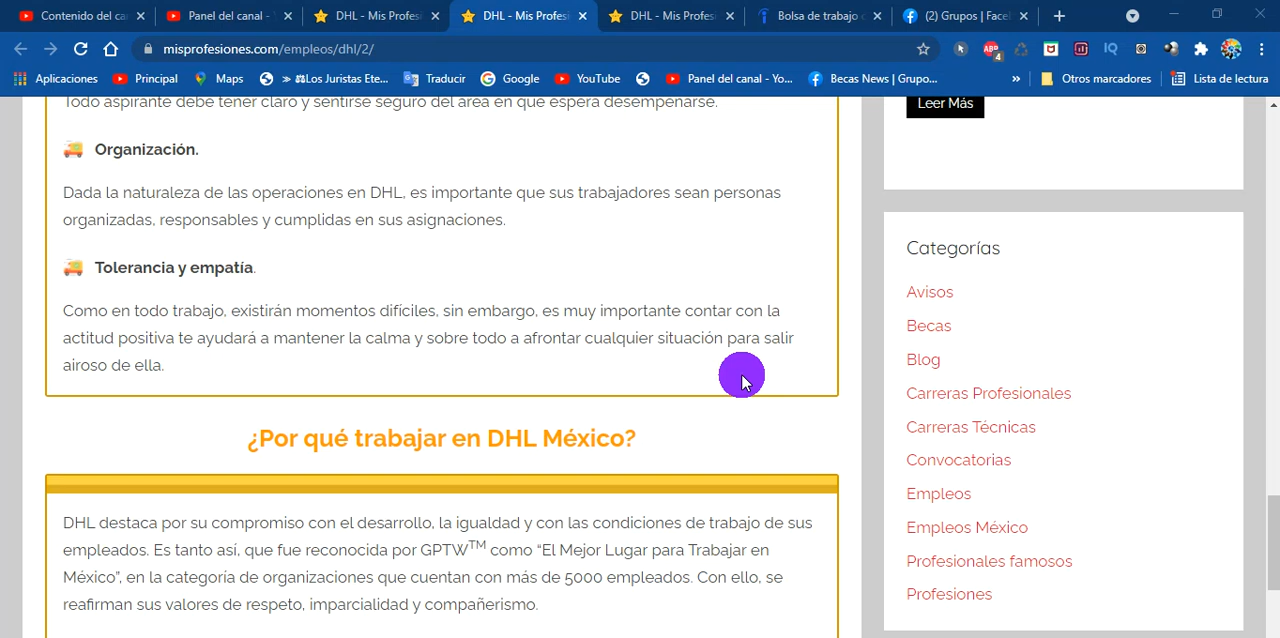 Contenido del ca
Panel del canal -
DHL - Mis Profesi
DHL - Mis Profesi
DHL - Mis Profesi
Bolsa de trabajo
(2) Grupos | Face
misprofesiones.com/empleos/dhl/2/
ABP
4
IQ
Aplicaciones
Principal
Maps
» ⚖Los Juristas Ete...
Traducir
Google
YouTube
Panel del canal - Yo...
Becas News | Grupo...
»
Otros marcadores
Lista de lectura
Todo aspirante debe tener claro y sentirse seguro del área en que espera desempeñarse.
Organización.
Dada la naturaleza de las operaciones en DHL, es importante que sus trabajadores sean personas
organizadas, responsables y cumplidas en sus asignaciones.
Tolerancia y empatía.
Como en todo trabajo, existirán momentos difíciles, sin embargo, es muy importante contar con la
actitud positiva te ayudará a mantener la calma y sobre todo a afrontar cualquier situación para salir
airoso de ella.
¿Por qué trabajar en DHL México?
DHL destaca por su compromiso con el desarrollo, la igualdad y con las condiciones de trabajo de sus
empleados. Es tanto así, que fue reconocida por GPTWTM como “El Mejor Lugar para Trabajar en
México”, en la categoría de organizaciones que cuentan con más de 5000 empleados. Con ello, se
reafirman sus valores de respeto, imparcialidad y compañerismo.
Leer Más
Categorías
Avisos
Becas
Blog
Carreras Profesionales
Carreras Técnicas
Convocatorias
Empleos
Empleos México
Profesionales famosos
Profesiones